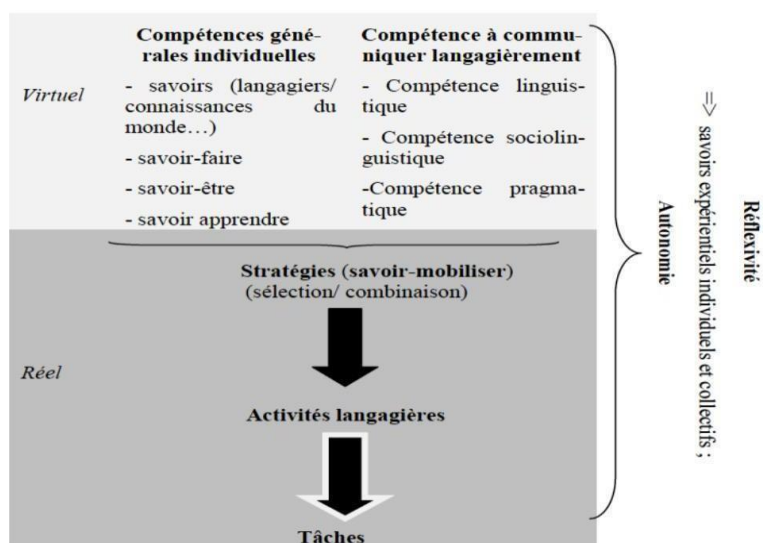 Compétences géné-
rales individuelles
- savoirs (langagiers/
connaissances du
monde…)
- savoir-faire
- savoir-être
- savoir apprendre
Compétence à commu-
niquer langagièrement
- Compétence linguis-
tique
- Compétence sociolin-
guistique
-Compétence pragma-
tique
Virtuel
Stratégies (savoir-mobiliser)
(sélection/ combinaison)
Réel
Activités langagières
Tâches
Autonomie
=> savoirs expérientiels individuels et collectifs ;
Réflexivité